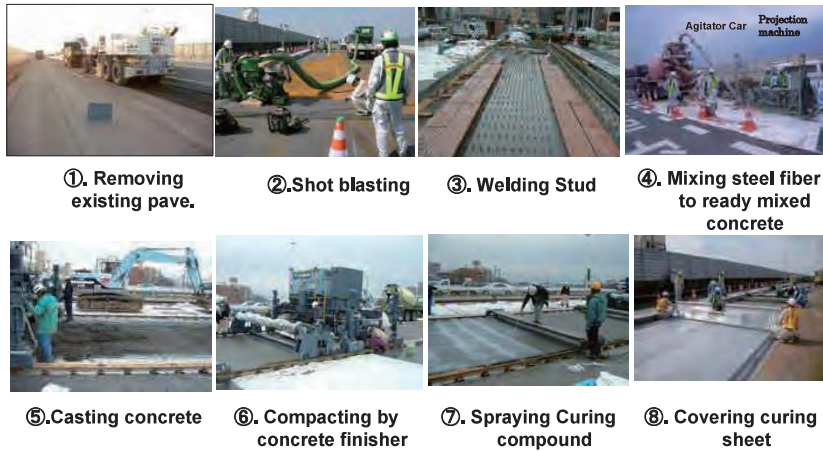 Agitator Car
Projection
machine
①. Removing
existing pave.
②.Shot blasting
③. Welding Stud
④. Mixing steel fiber
to ready mixed
concrete
⑤.Casting concrete
⑥. Compacting by
concrete finisher
⑦. Spraying Curing
compound
⑧. Covering curing
sheet